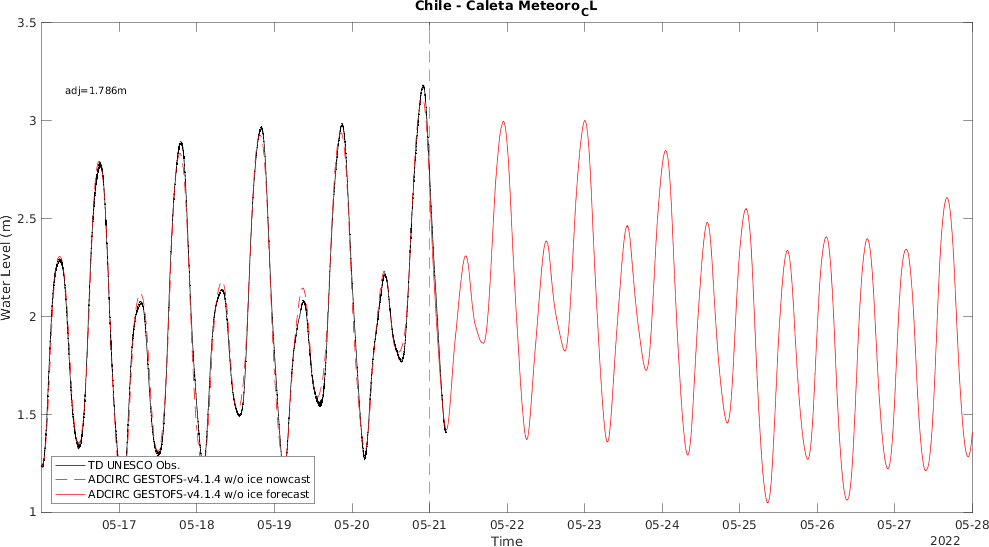 Chile - Caleta Meteoro_CL
adj=1.786m
3.5
3
2.5
2
1.5
1
Water Level (m)
TD UNESCO Obs.
ADCIRC GESTOFS-v4.1.4 w/o ice nowcast
ADCIRC GESTOFS-v4.1.4 w/o ice forecast
05-17 05-18 05-19 05-20 05-21 05-22 05-23 05-24 05-25 05-26 05-27 05-28
Time
2022